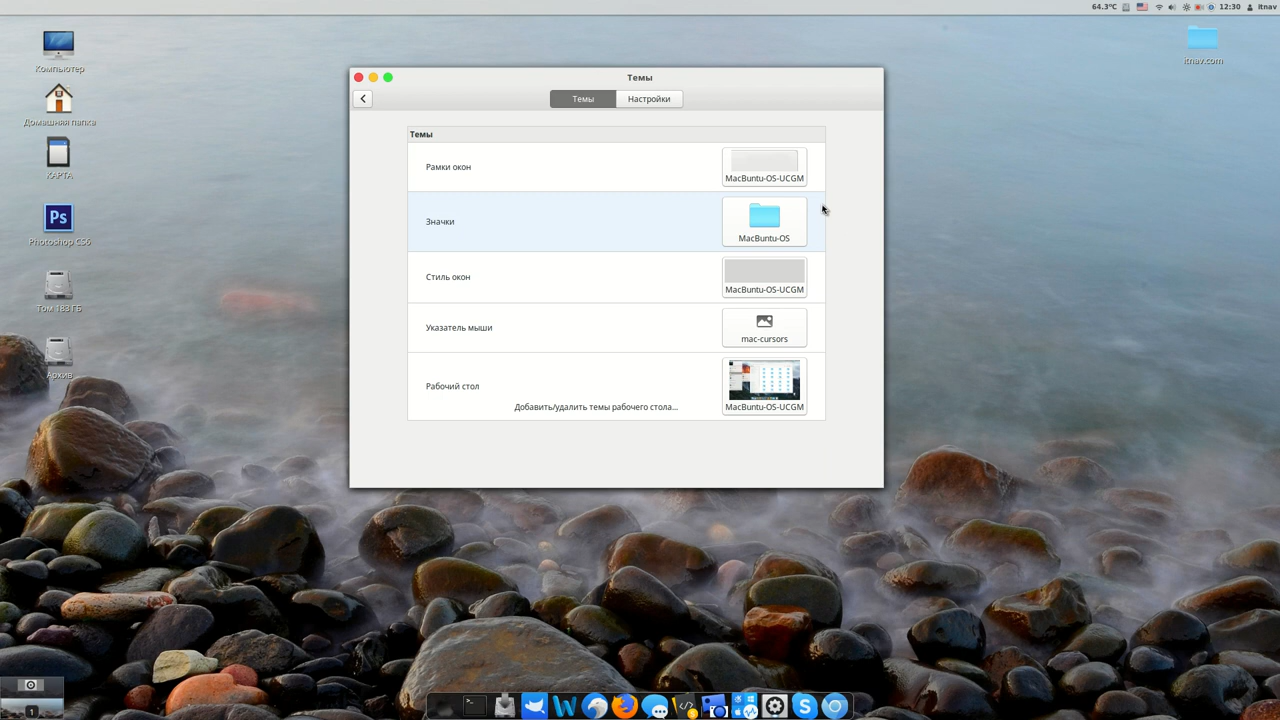 64.3°C
12:30
itnav
Компьютер
Домашняя папка
КАРТА
Ps
Photoshop CS6
Том 183 ГБ
Архив
itnav.com
Темы
Темы
Настройки
Темы
Рамки окон
MacBuntu-OS-UCGM
Значки
MacBuntu-OS
Стиль окон
MacBuntu-OS-UCGM
Указатель мыши
mac-cursors
Рабочий стол
Добавить/удалить темы рабочего стола...
MacBuntu-OS-UCGM
1